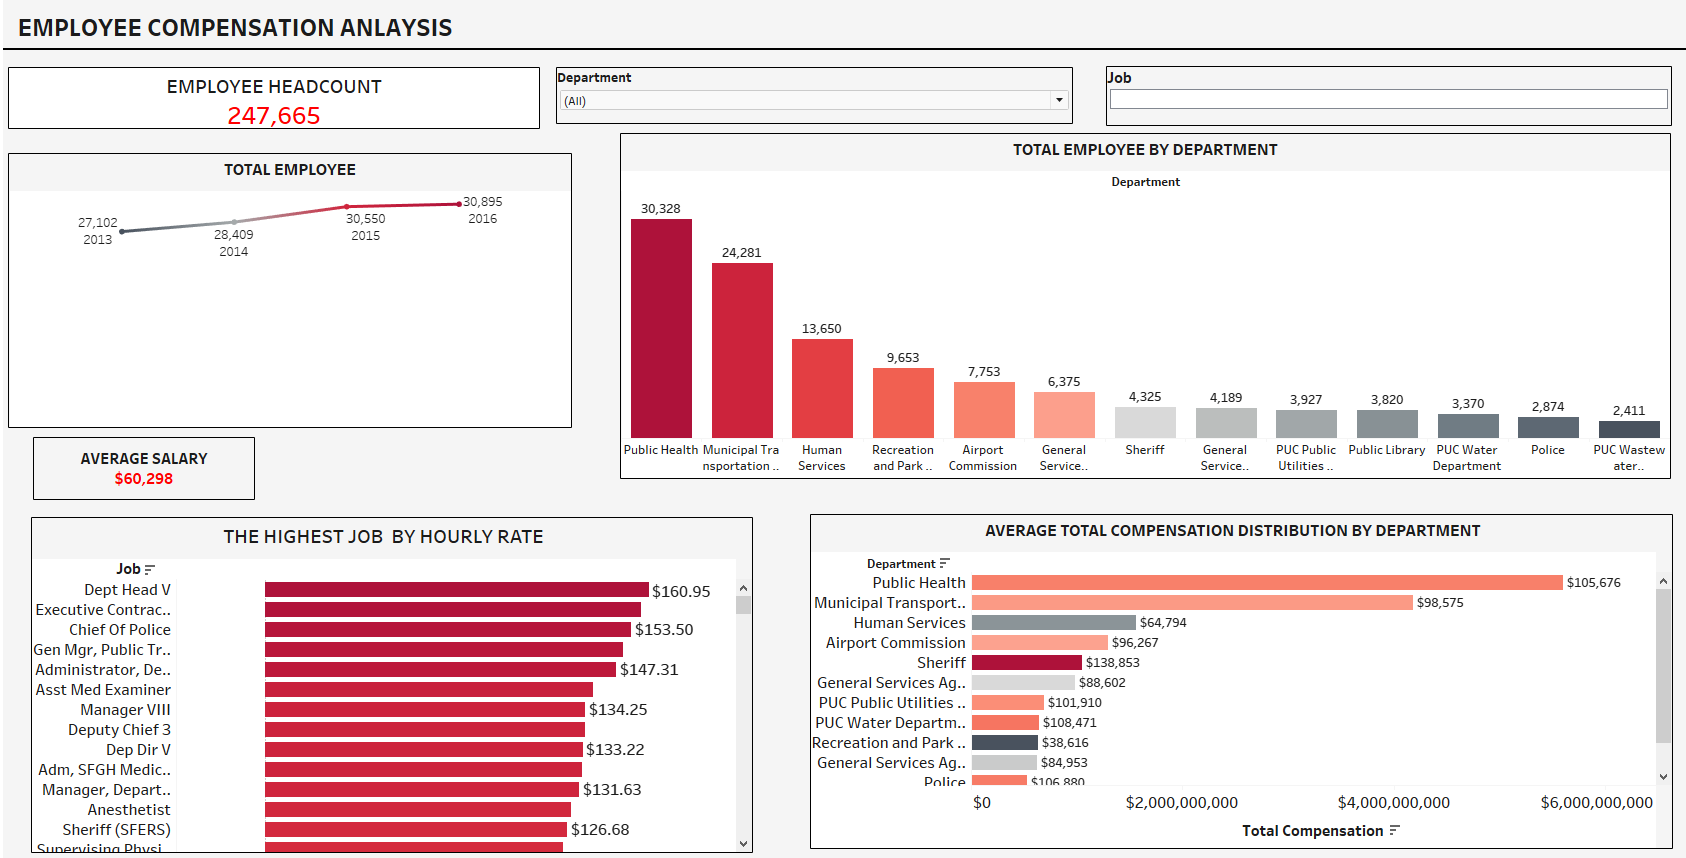 EMPLOYEE COMPENSATION ANLAYSIS
EMPLOYEE HEADCOUNT
247,665
Department
(All)
Job
TOTAL EMPLOYEE
27,102
2013
28,409
2014
30,550
2015
30,895
2016
TOTAL EMPLOYEE BY DEPARTMENT
Department
30,328
24,281
13,650
9,653
7,753
6,375
4,325
4,189
3,927
3,820
3,370
2,874
2,411
Public Health
Municipal Tra
nsportation ..
Human
Services
Recreation
and Park ..
Airport
Commission
General
Service..
Sheriff
General
Service..
PUC Public
Utilities ..
Public Library
PUC Water
Department
Police
PUC Wastew
ater..
AVERAGE SALARY
$60,298
THE HIGHEST JOB  BY HOURLY RATE
Job
Dept Head V $160.95
Executive Contrac..
Chief Of Police $153.50
Gen Mgr, Public Tr..
Administrator, De.. $147.31
Asst Med Examiner
Manager VIII $134.25
Deputy Chief 3
Dep Dir V $133.22
Adm, SFGH Medic..
Manager, Depart.. $131.63
Anesthetist
Sheriff (SFERS) $126.68
Supervising Physi..
AVERAGE TOTAL COMPENSATION DISTRIBUTION BY DEPARTMENT
Department
Public Health $105,676
Municipal Transport.. $98,575
Human Services $64,794
Airport Commission $96,267
Sheriff $138,853
General Services Ag.. $88,602
PUC Public Utilities .. $101,910
PUC Water Departm.. $108,471
Recreation and Park .. $38,616
General Services Ag.. $84,953
Police $106,880
$0 $2,000,000,000 $4,000,000,000 $6,000,000,000
Total Compensation